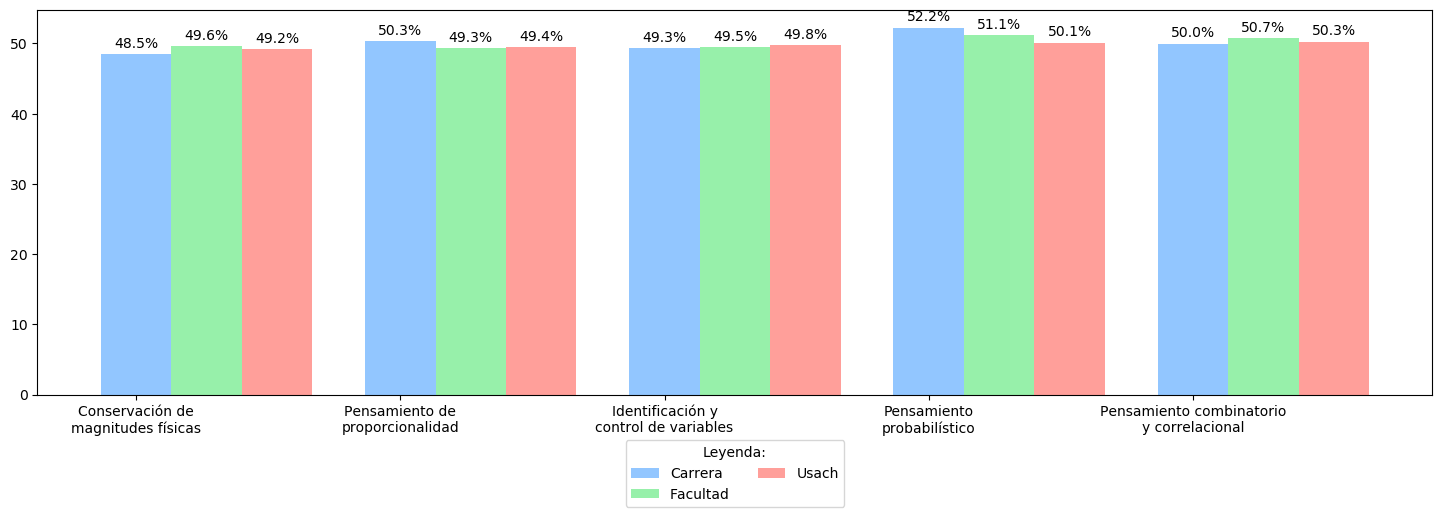 48.5%
49.6%
49.2%
50.3%
49.3%
49.4%
49.3%
49.5%
49.8%
52.2%
51.1%
50.1%
50.0%
50.7%
50.3%
50
40
30
20
10
0
Conservación de
magnitudes físicas
Pensamiento de
proporcionalidad
Identificación y
control de variables
Pensamiento
probabilístico
Pensamiento combinatorio
y correlacional
Leyenda:
Carrera
Facultad
Usach